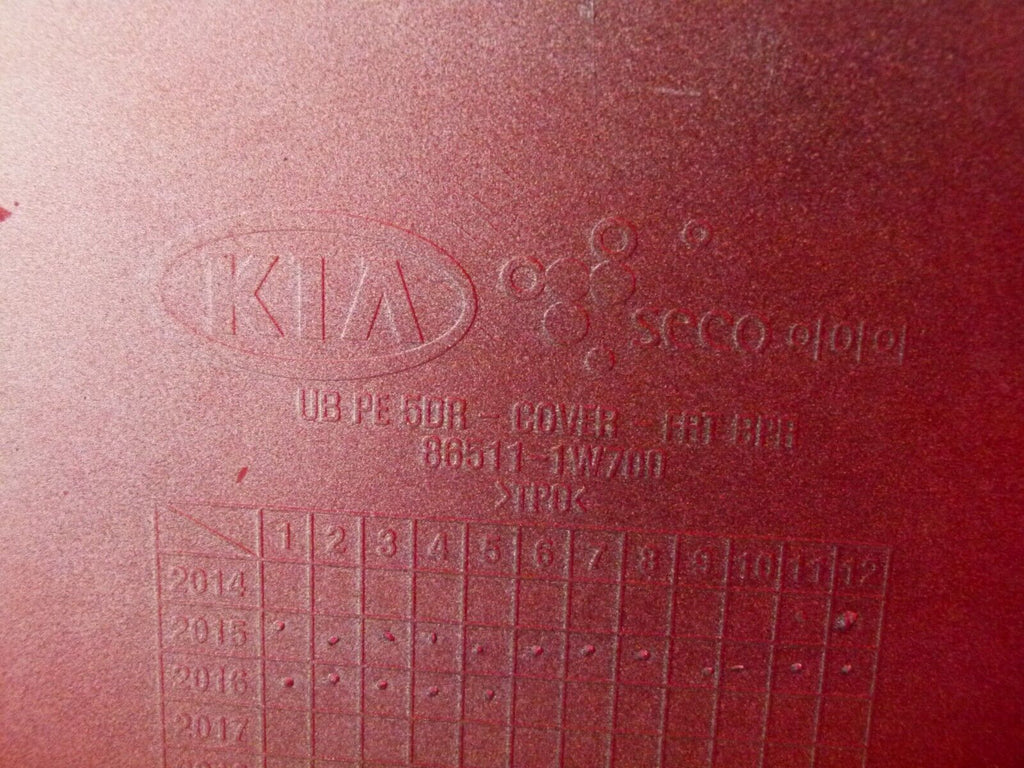 KIA
seco
UB PE 5DR - COVER - FRT BPR
86511-1W700
>TPO<
1 2 3 4 5 6 7 8 9 10 11 12
2014
2015
2016
2017